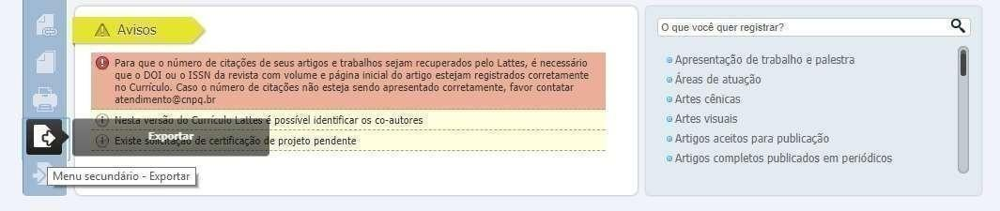 Avisos
Para que o número de citações de seus artigos e trabalhos sejam recuperados pelo Lattes, é necessário
que o DOI ou o ISSN da revista com volume e página inicial do artigo estejam registrados corretamente
no Currículo. Caso o número de citações não esteja sendo apresentado corretamente, favor contatar
atendimento@cnpq.br
Nesta versão do Currículo Lattes é possível identificar os co-autores
Exportar
Existe solicitação de certificação de projeto pendente
Menu secundário - Exportar
O que você quer registrar?
Apresentação de trabalho e palestra
Áreas de atuação
Artes cênicas
Artes visuais
Artigos aceitos para publicação
Artigos completos publicados em periódicos